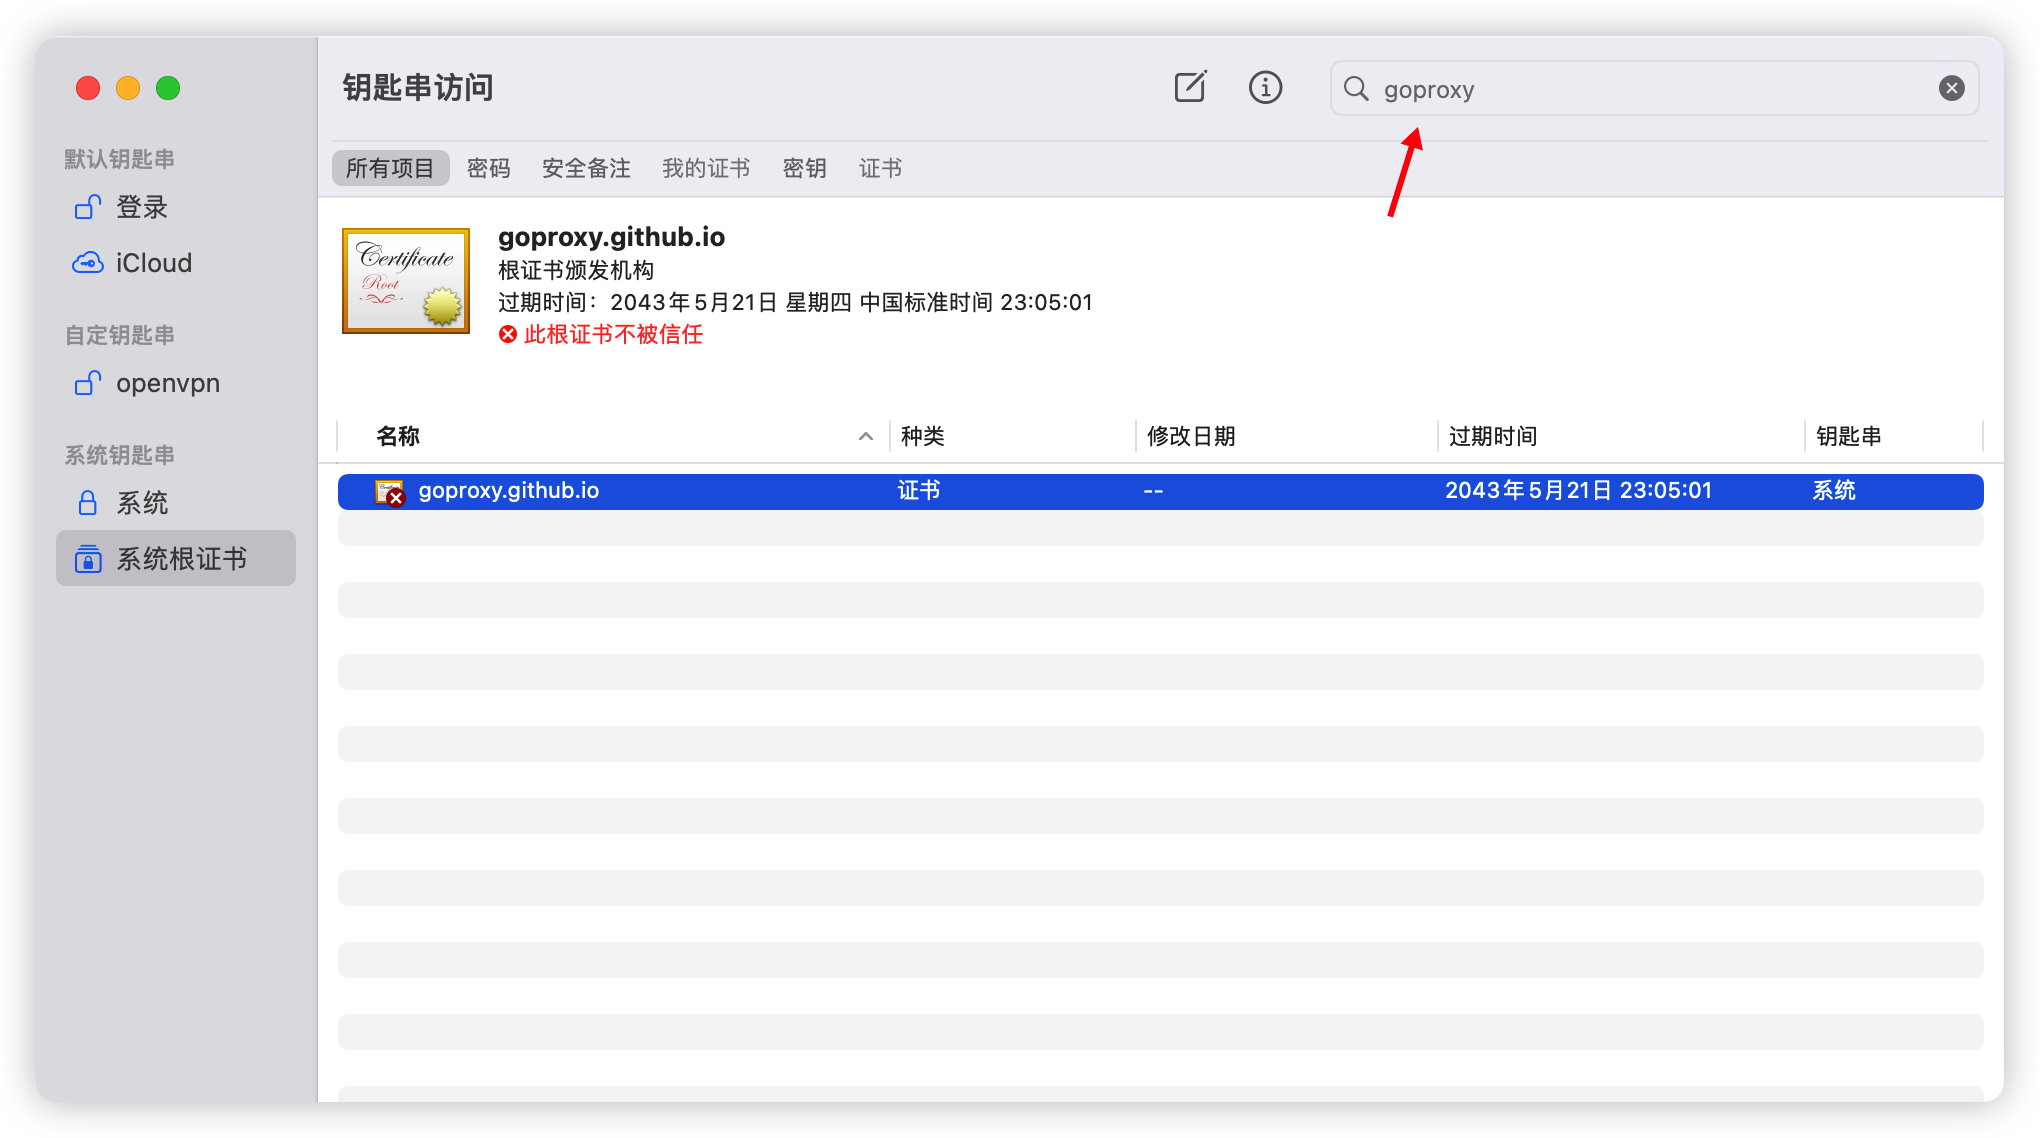 钥匙串访问
goproxy
默认钥匙串
登录
iCloud
自定钥匙串
openvpn
系统钥匙串
系统
系统根证书
所有项目 密码 安全备注 我的证书 密钥 证书
Certificate
Root
goproxy.github.io
根证书颁发机构
过期时间：2043年5月21日 星期四 中国标准时间 23:05:01
此根证书不被信任
名称 种类 修改日期 过期时间 钥匙串
goproxy.github.io 证书 -- 2043年5月21日 23:05:01 系统